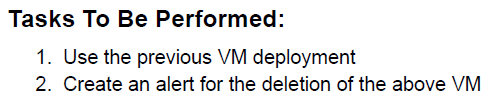 Tasks To Be Performed:
1. Use the previous VM deployment
2. Create an alert for the deletion of the above VM